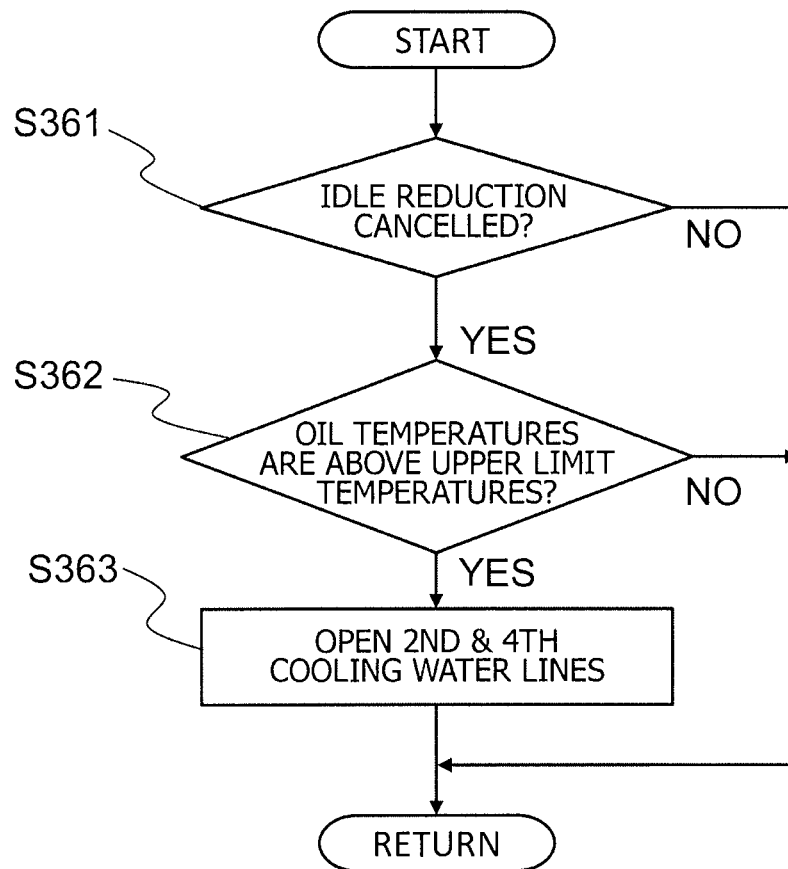 START
S361
IDLE REDUCTION
CANCELLED?
NO
YES
S362
OIL TEMPERATURES
ARE ABOVE UPPER LIMIT
TEMPERATURES?
NO
YES
S363
OPEN 2ND & 4TH
COOLING WATER LINES
RETURN